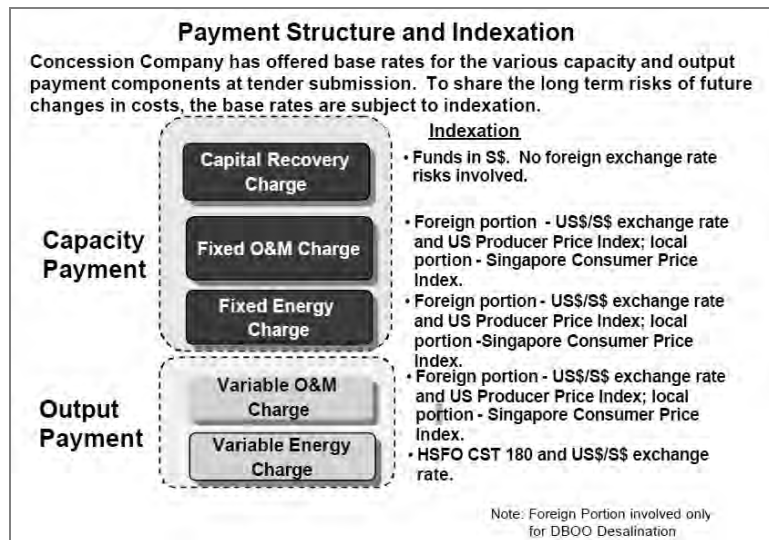 Payment Structure and Indexation
Concession Company has offered base rates for the various capacity and output
payment components at tender submission. To share the long term risks of future
changes in costs, the base rates are subject to indexation.
Indexation
Capacity
Payment
Capital Recovery
Charge
• Funds in S$. No foreign exchange rate
risks involved.
Fixed O&M Charge
• Foreign portion - US$/S$ exchange rate
and US Producer Price Index; local
portion - Singapore Consumer Price
Index.
Fixed Energy
Charge
• Foreign portion - US$/S$ exchange rate
and US Producer Price Index; local
portion -Singapore Consumer Price
Index.
Output
Payment
Variable O&M
Charge
• Foreign portion - US$/S$ exchange rate
and US Producer Price Index; local
portion - Singapore Consumer Price
Index.
Variable Energy
Charge
• HSFO CST 180 and US$/S$ exchange
rate.
Note: Foreign Portion involved only
for DBOO Desalination